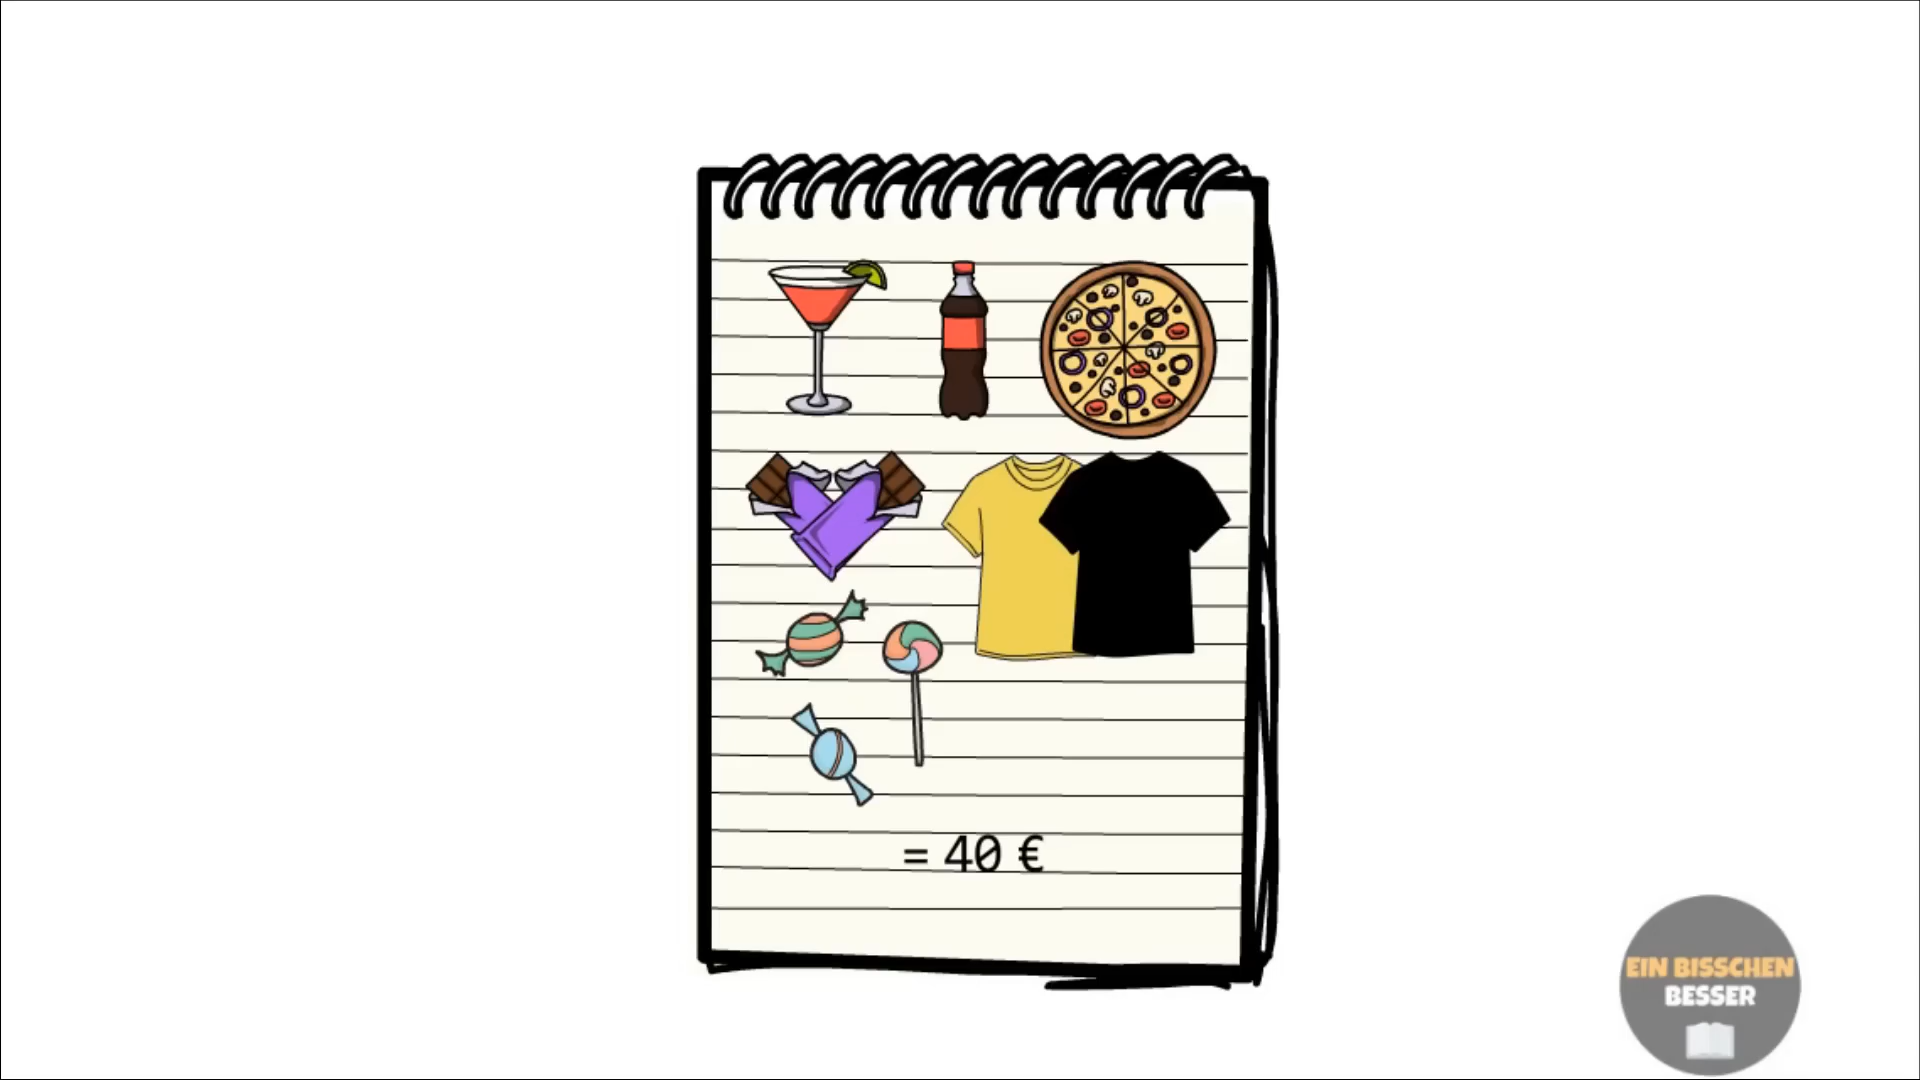 = 40 €
EIN BISSCHEN
BESSER